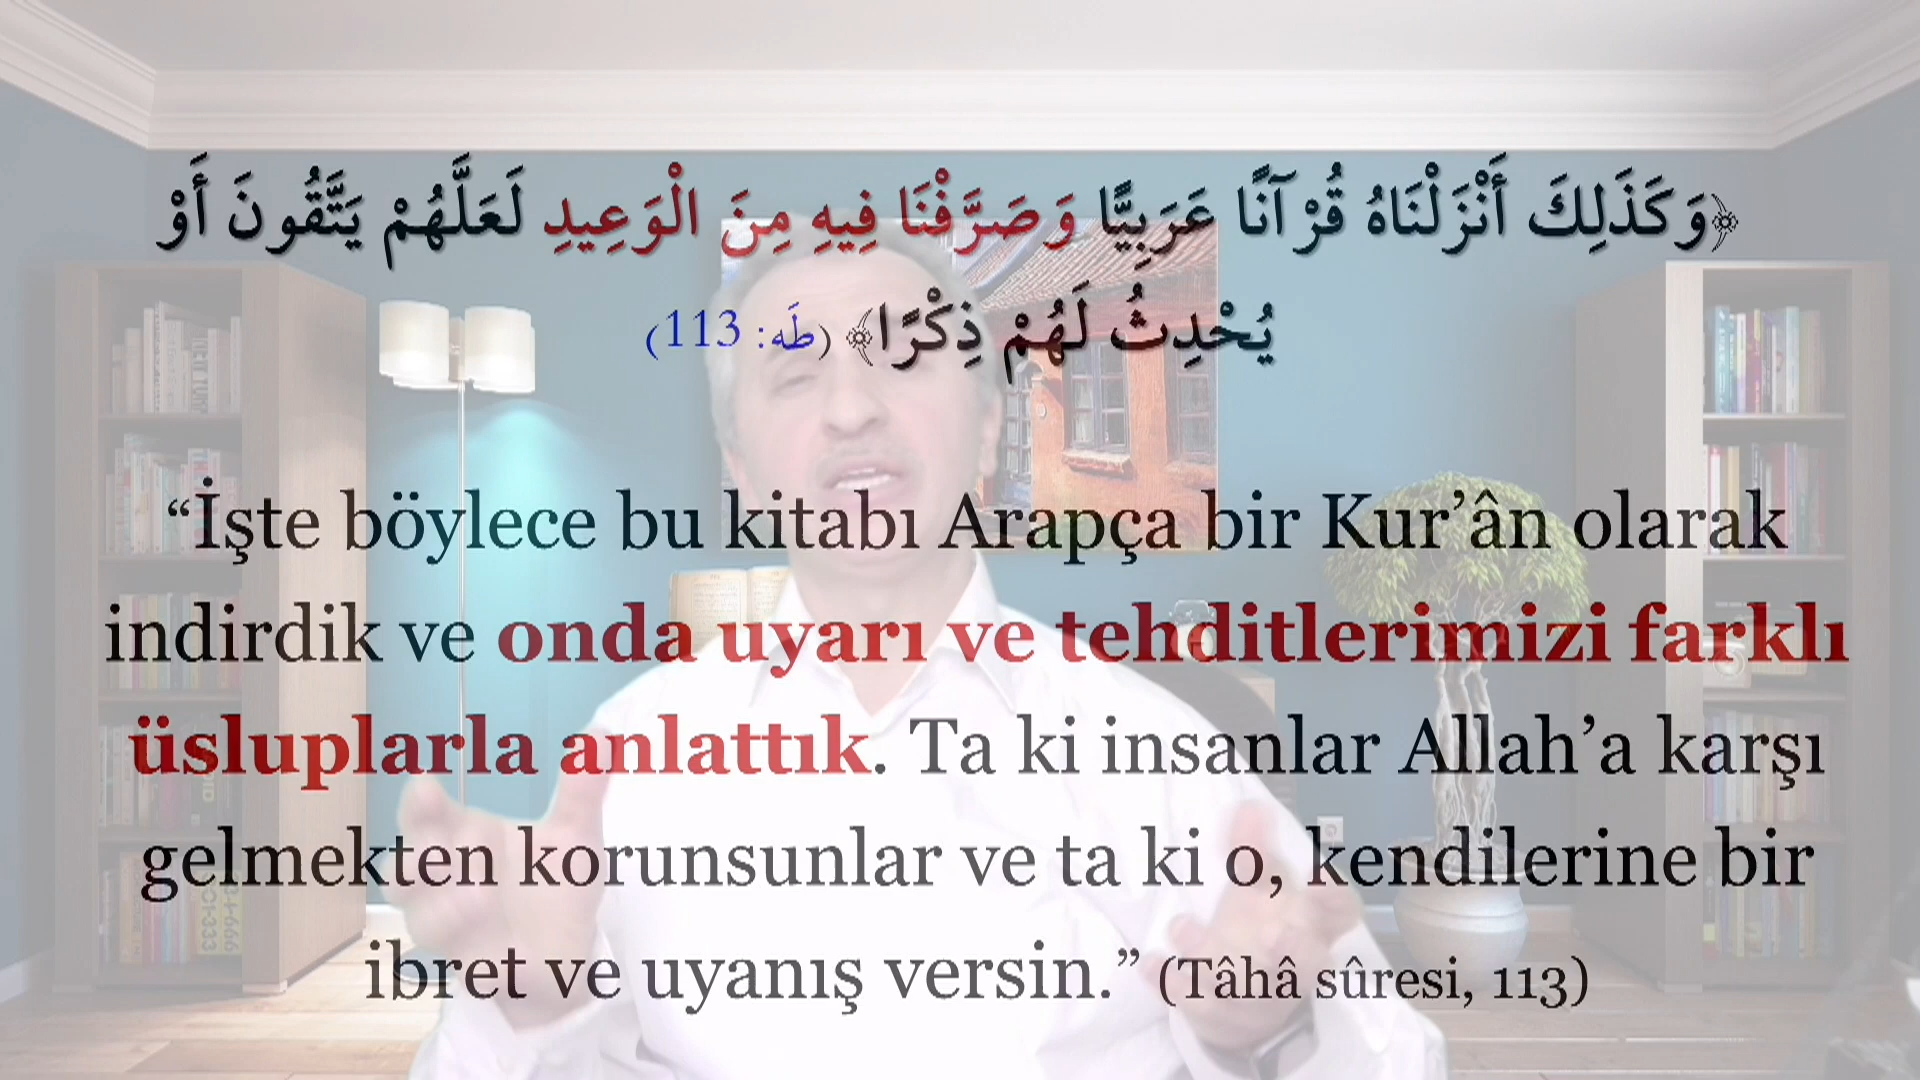 ﴿وَكَذَلِكَ أَنْزَلْنَاهُ قُرْآنًا عَرَبِيًّا وَصَرَّفْنَا فِيهِ مِنَ الْوَعِيدِ لَعَلَّهُمْ يَتَّقُونَ أَوْ
يُحْدِثُ لَهُمْ ذِكْرًا﴾ (طَه: 113)
“İşte böylece bu kitabı Arapça bir Kur’ân olarak
indirdik ve onda uyarı ve tehditlerimizi farklı
üsluplarla anlattık. Ta ki insanlar Allah’a karşı
gelmekten korunsunlar ve ta ki o, kendilerine bir
ibret ve uyanış versin.” (Tâhâ sûresi, 113)